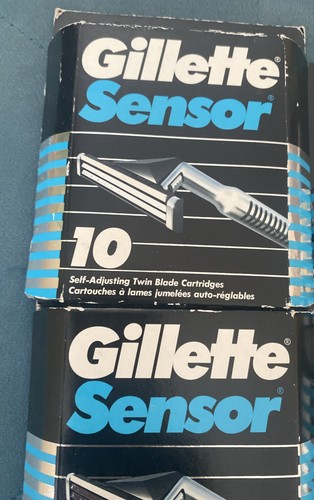 Gillette®
Sensor®
10
Self-Adjusting Twin Blade Cartridges
Cartouches à lames jumelées auto-réglables
Gillette®
Sensor®